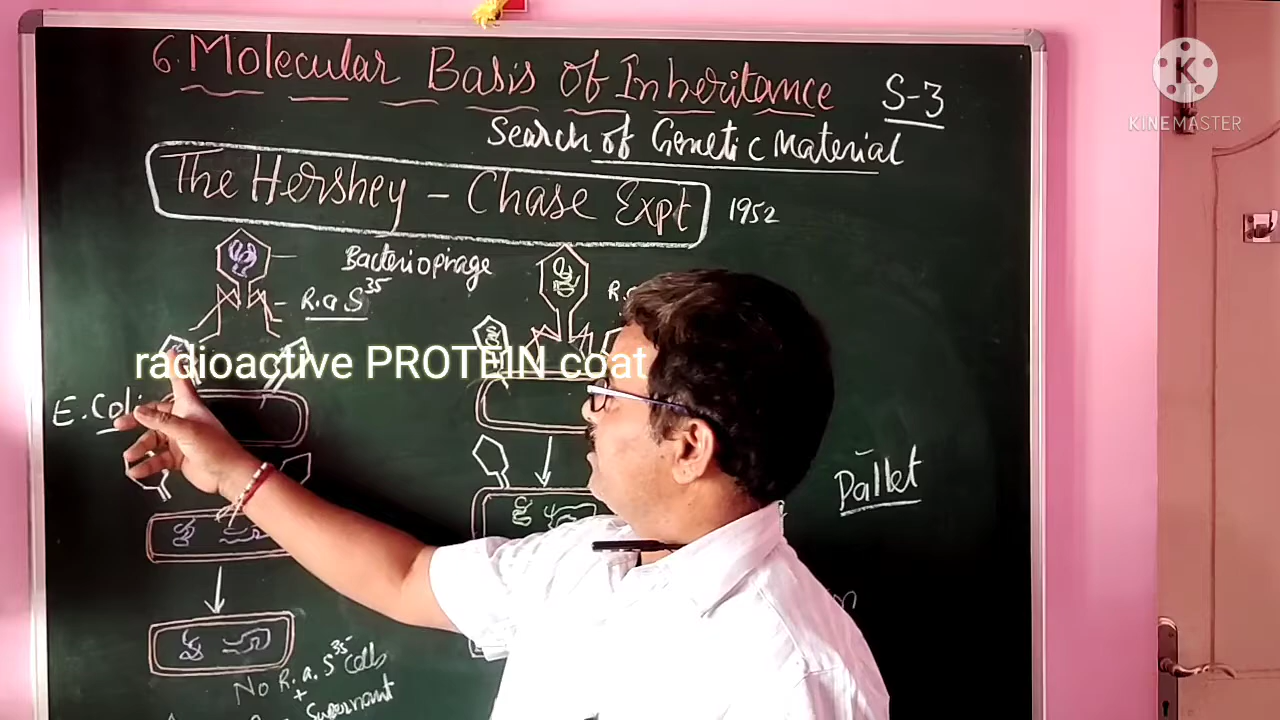 6. Molecular Basis of Inheritance S-3
Search of Genetic Material
The Hershey - Chase Expt 1952
Bacteriophage
R.a S35
R.
radioactive PROTEIN coat
E. Coli
Pallet
No R.a. S35 Cells
+
Supernant
K
KINEMASTER